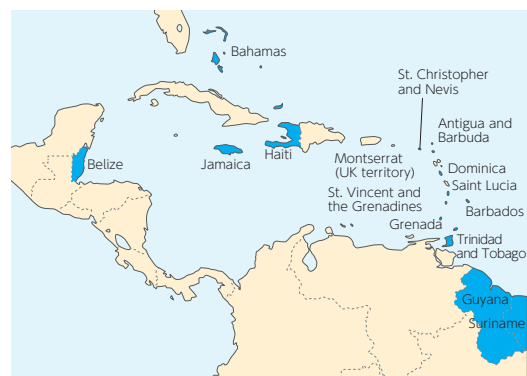 Bahamas
St. Christopher
and Nevis
Antigua and
Barbuda
Belize
Jamaica
Haiti
Montserrat
(UK territory)
Dominica
Saint Lucia
St. Vincent and
the Grenadines
Barbados
Grenada
Trinidad
and Tobago
Guyana
Suriname